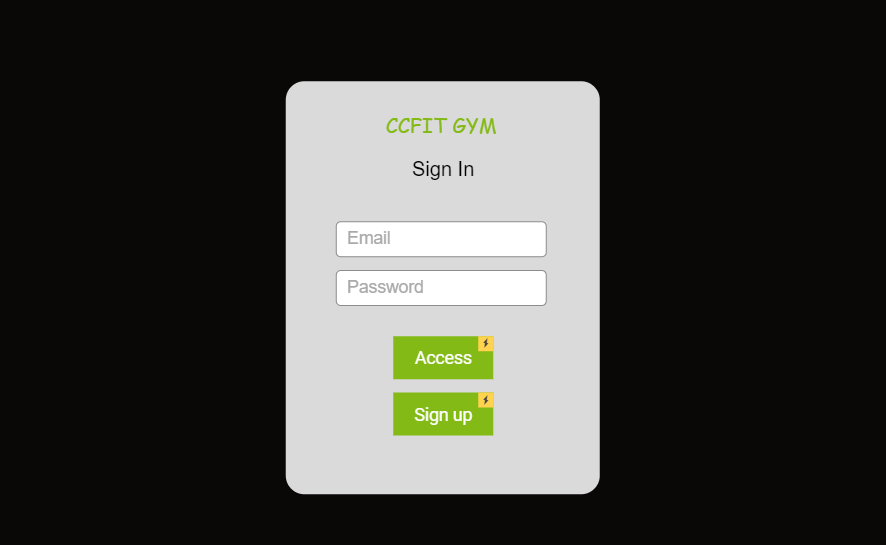 CCFIT GYM
Sign In
Email
Password
Access
Sign up